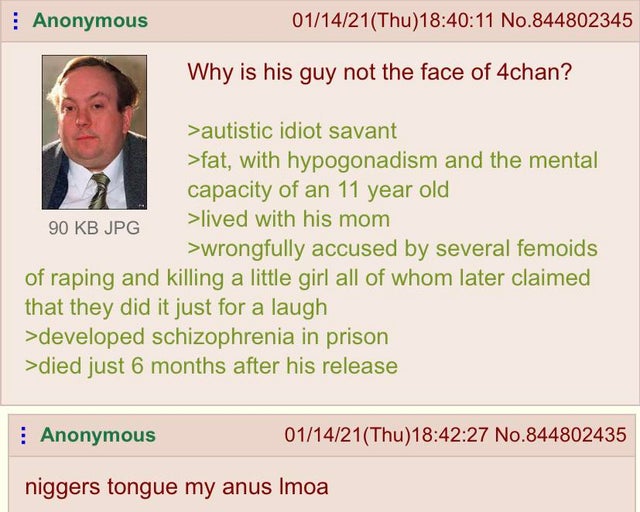 Anonymous 01/14/21(Thu)18:40:11 No.844802345
Why is his guy not the face of 4chan?
>autistic idiot savant
>fat, with hypogonadism and the mental
capacity of an 11 year old
>lived with his mom
90 KB JPG
>wrongfully accused by several femoids
of raping and killing a little girl all of whom later claimed
that they did it just for a laugh
>developed schizophrenia in prison
>died just 6 months after his release
Anonymous 01/14/21(Thu)18:42:27 No.844802435
niggers tongue my anus lmoa